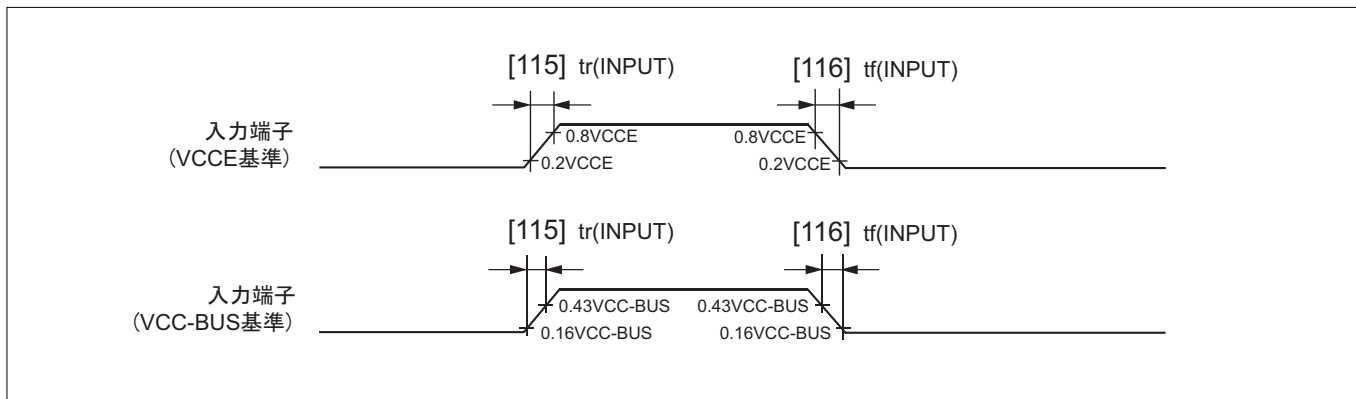 [115] tr(INPUT)
[116] tf(INPUT)
入力端子
(VCCE基準)
0.8VCCE
0.8VCCE
0.2VCCE
0.2VCCE
[115] tr(INPUT)
[116] tf(INPUT)
入力端子
(VCC-BUS基準)
0.43VCC-BUS
0.43VCC-BUS
0.16VCC-BUS
0.16VCC-BUS